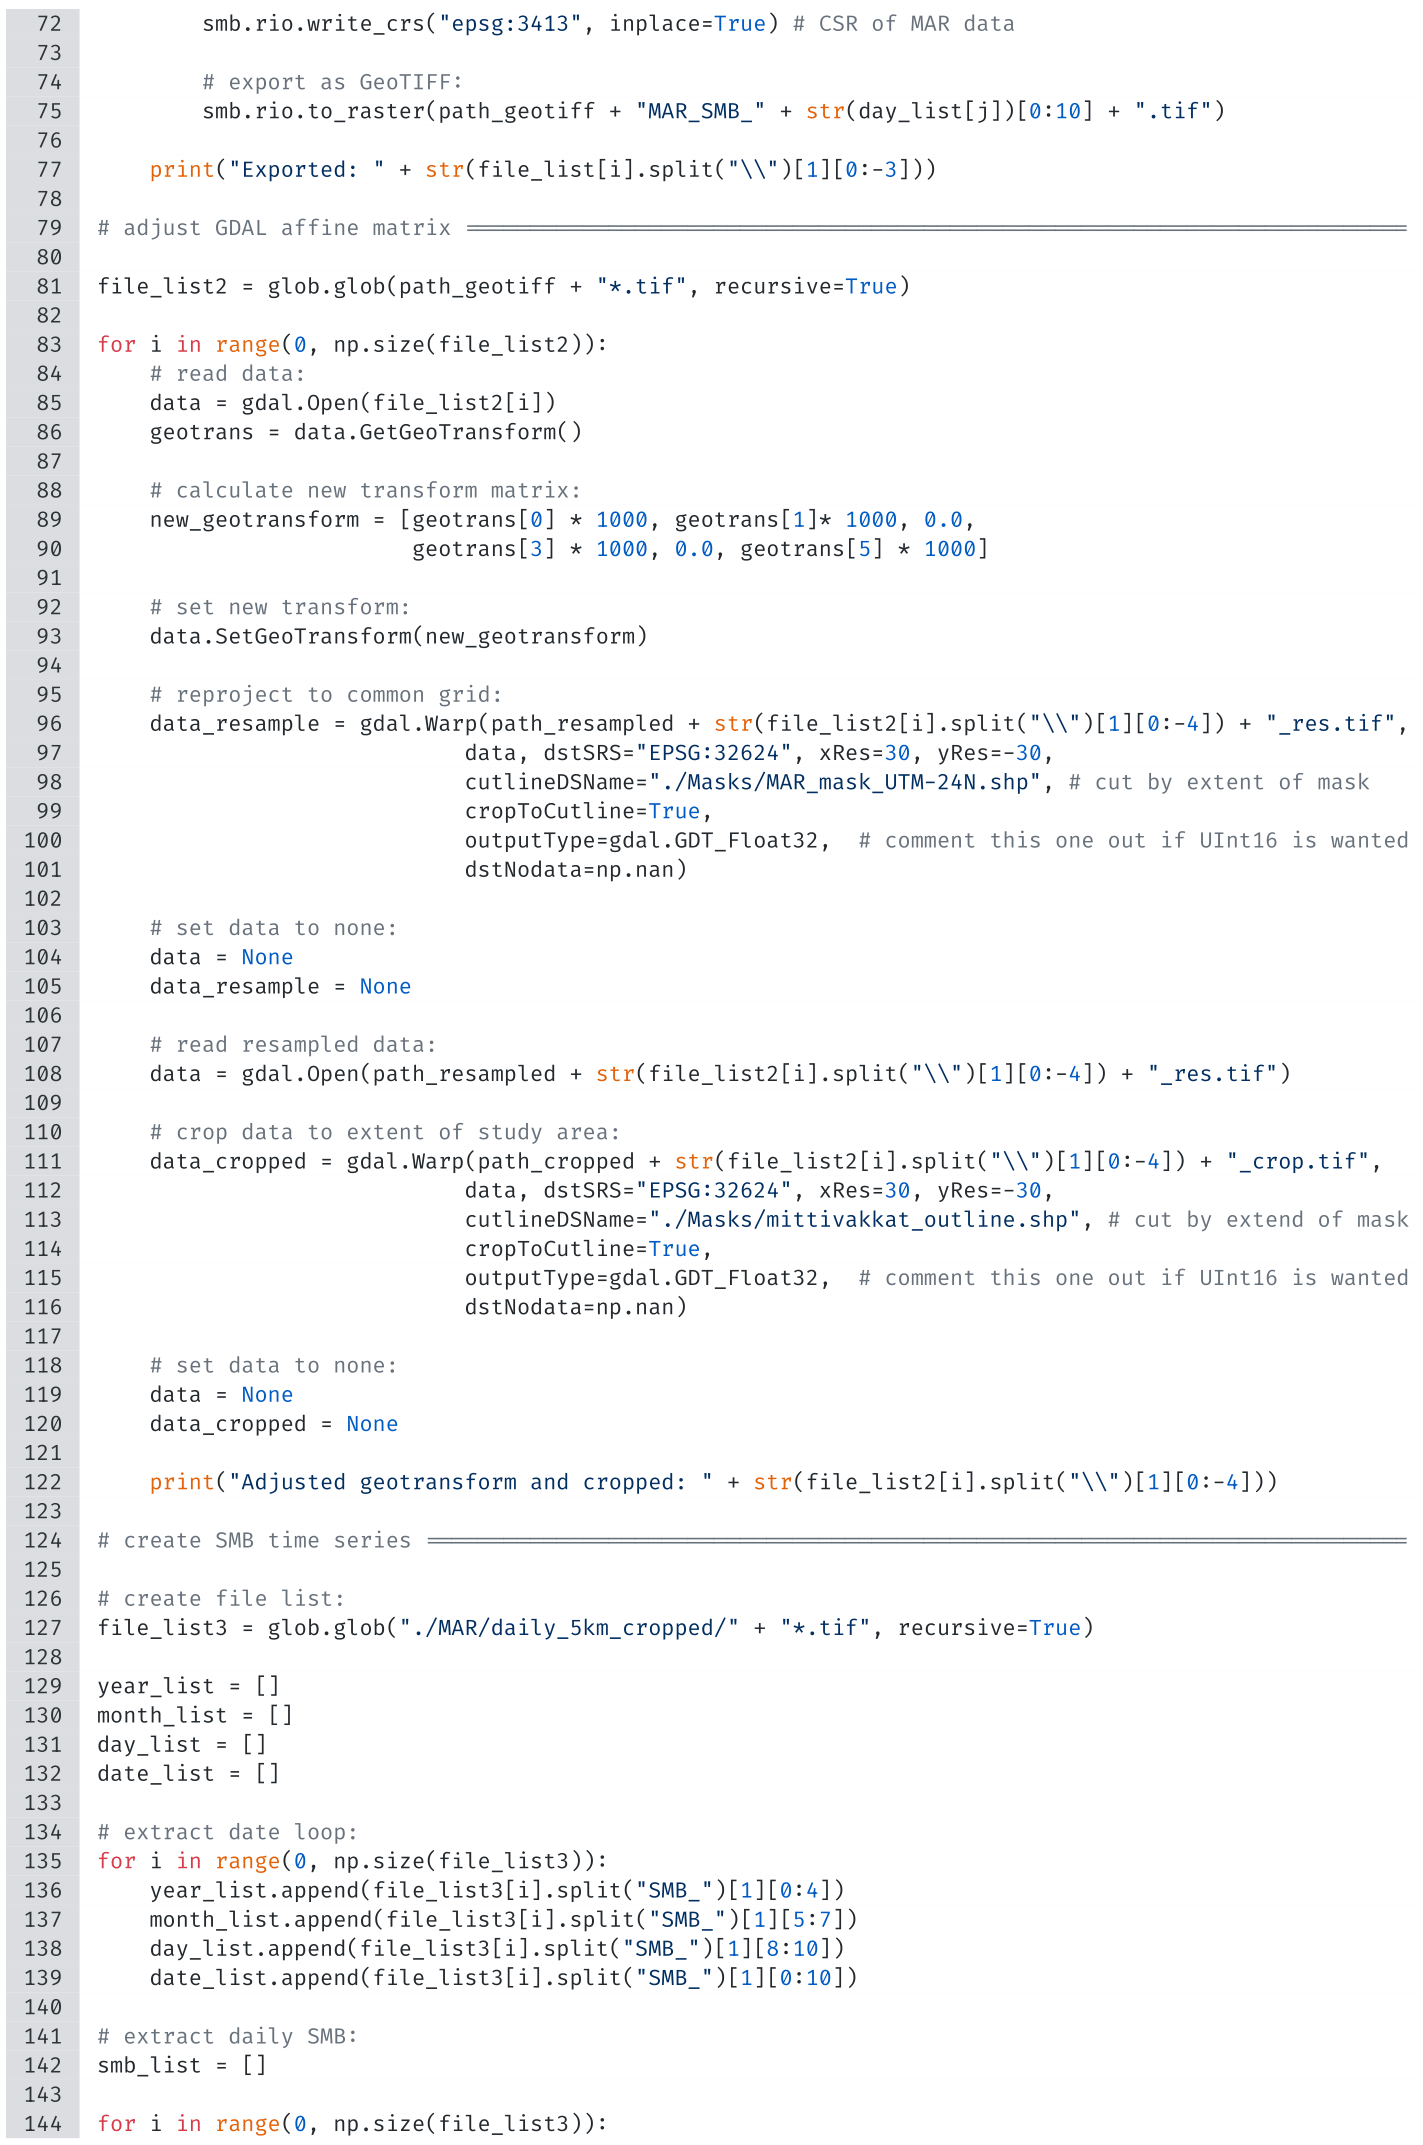 72 smb.rio.write_crs("epsg:3413", inplace=True) # CSR of MAR data
73
74 # export as GeoTIFF:
75 smb.rio.to_raster(path_geotiff + "MAR_SMB_" + str(day_list[j])[0:10] + ".tif")
76
77 print("Exported: " + str(file_list[i].split("\\")[1][0:-3]))
78
79 # adjust GDAL affine matrix ========================================================================
80
81 file_list2 = glob.glob(path_geotiff + "*.tif", recursive=True)
82
83 for i in range(0, np.size(file_list2)):
84 # read data:
85 data = gdal.Open(file_list2[i])
86 geotrans = data.GetGeoTransform()
87
88 # calculate new transform matrix:
89 new_geotransform = [geotrans[0] * 1000, geotrans[1]* 1000, 0.0,
90 geotrans[3] * 1000, 0.0, geotrans[5] * 1000]
91
92 # set new transform:
93 data.SetGeoTransform(new_geotransform)
94
95 # reproject to common grid:
96 data_resample = gdal.Warp(path_resampled + str(file_list2[i].split("\\")[1][0:-4]) + "_res.tif",
97 data, dstSRS="EPSG:32624", xRes=30, yRes=-30,
98 cutlineDSName="./Masks/MAR_mask_UTM-24N.shp", # cut by extent of mask
99 cropToCutline=True,
100 outputType=gdal.GDT_Float32,  # comment this one out if UInt16 is wanted
101 dstNodata=np.nan)
102
103 # set data to none:
104 data = None
105 data_resample = None
106
107 # read resampled data:
108 data = gdal.Open(path_resampled + str(file_list2[i].split("\\")[1][0:-4]) + "_res.tif")
109
110 # crop data to extent of study area:
111 data_cropped = gdal.Warp(path_cropped + str(file_list2[i].split("\\")[1][0:-4]) + "_crop.tif",
112 data, dstSRS="EPSG:32624", xRes=30, yRes=-30,
113 cutlineDSName="./Masks/mittivakkat_outline.shp", # cut by extend of mask
114 cropToCutline=True,
115 outputType=gdal.GDT_Float32,  # comment this one out if UInt16 is wanted
116 dstNodata=np.nan)
117
118 # set data to none:
119 data = None
120 data_cropped = None
121
122 print("Adjusted geotransform and cropped: " + str(file_list2[i].split("\\")[1][0:-4]))
123
124 # create SMB time series ===========================================================================
125
126 # create file list:
127 file_list3 = glob.glob("./MAR/daily_5km_cropped/" + "*.tif", recursive=True)
128
129 year_list = []
130 month_list = []
131 day_list = []
132 date_list = []
133
134 # extract date loop:
135 for i in range(0, np.size(file_list3)):
136 year_list.append(file_list3[i].split("SMB_")[1][0:4])
137 month_list.append(file_list3[i].split("SMB_")[1][5:7])
138 day_list.append(file_list3[i].split("SMB_")[1][8:10])
139 date_list.append(file_list3[i].split("SMB_")[1][0:10])
140
141 # extract daily SMB:
142 smb_list = []
143
144 for i in range(0, np.size(file_list3)):